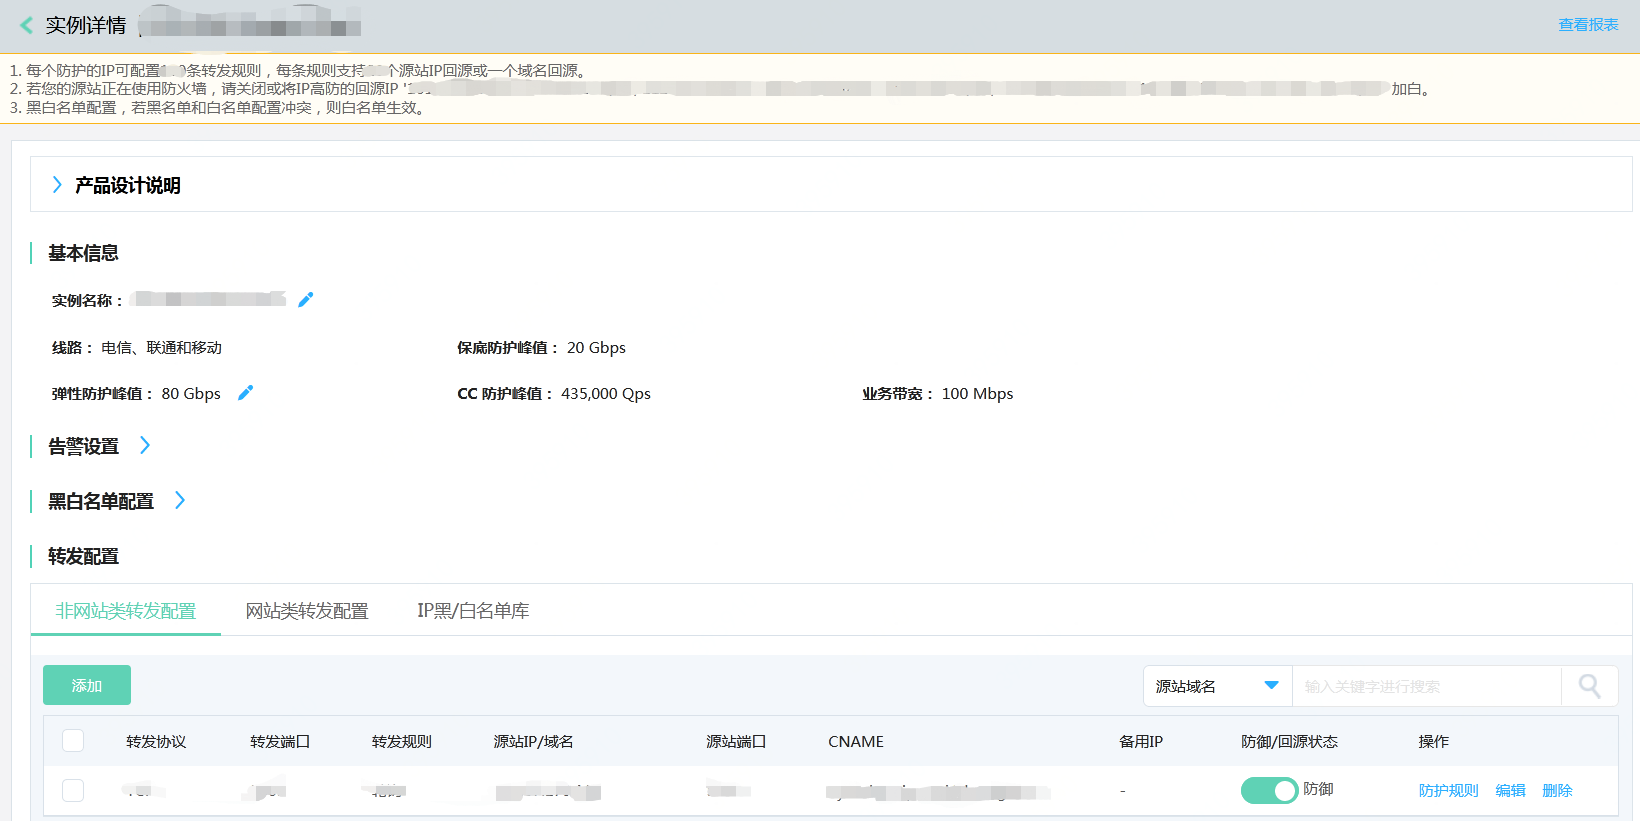 实例详情
查看报表
1. 每个防护的IP可配置 条转发规则，每条规则支持 个源站IP回源或一个域名回源。
2. 若您的源站正在使用防火墙，请关闭或将IP高防的回源IP ' 加白。
3. 黑白名单配置，若黑名单和白名单配置冲突，则白名单生效。
产品设计说明
基本信息
实例名称：
线路： 电信、联通和移动 保底防护峰值： 20 Gbps
弹性防护峰值： 80 Gbps CC 防护峰值： 435,000 Qps 业务带宽： 100 Mbps
告警设置
黑白名单配置
转发配置
非网站类转发配置 网站类转发配置 IP黑/白名单库
添加 源站域名 输入关键字进行搜索
转发协议 转发端口 转发规则 源站IP/域名 源站端口 CNAME 备用IP 防御/回源状态 操作
- 防御 防护规则 编辑 删除